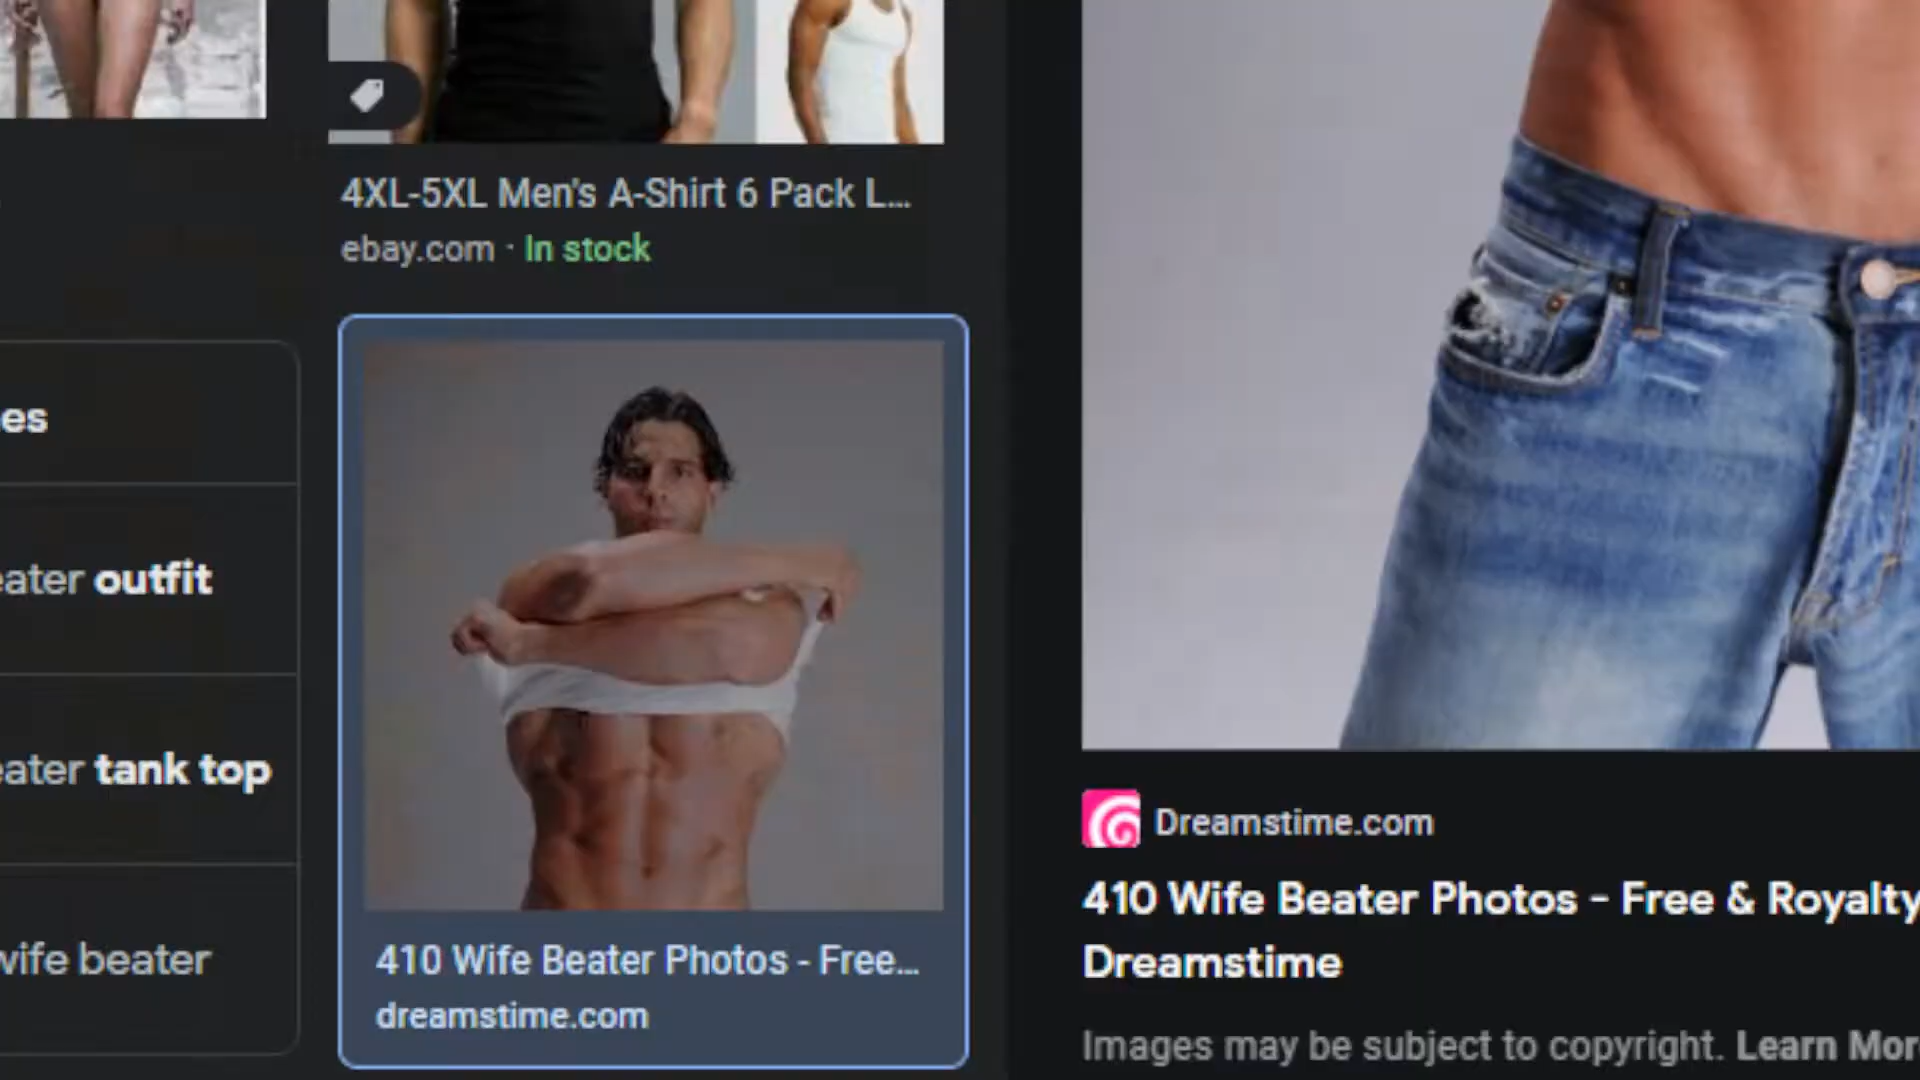 4XL-5XL Men's A-Shirt 6 Pack L...
ebay.com · In stock
es
eater outfit
eater tank top
wife beater
410 Wife Beater Photos - Free...
dreamstime.com
Dreamstime.com
410 Wife Beater Photos - Free & Royalty
Dreamstime
Images may be subject to copyright. Learn Mor